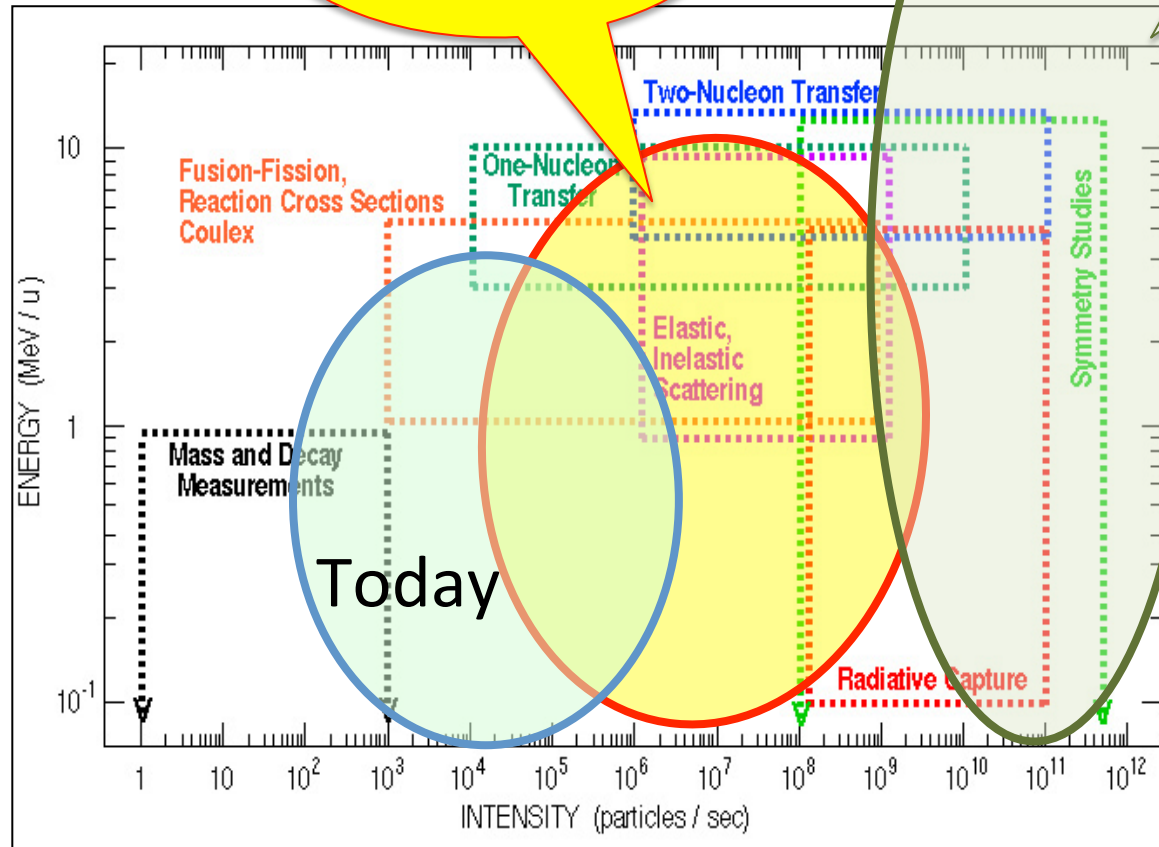 Two-Nucleon Transfer
10
Fusion-Fission,
Reaction Cross Sections
Coulex
One-Nucleon
Transfer
Symmetry Studies
Elastic,
Inelastic
Scattering
ENERGY (MeV / u)
1
Mass and Decay
Measurements
Today
Radiative Capture
10-1
1 10 10² 10³ 10⁴ 10⁵ 10⁶ 10⁷ 10⁸ 10⁹ 10¹⁰ 10¹¹ 10¹²
INTENSITY (particles / sec)